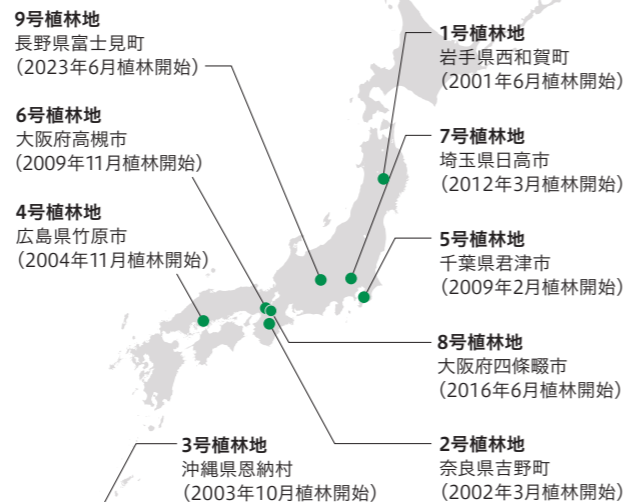 9号植林地
長野県富士見町
（2023年6月植林開始）
6号植林地
大阪府高槻市
（2009年11月植林開始）
4号植林地
広島県竹原市
（2004年11月植林開始）
1号植林地
岩手県西和賀町
（2001年6月植林開始）
7号植林地
埼玉県日高市
（2012年3月植林開始）
5号植林地
千葉県君津市
（2009年2月植林開始）
8号植林地
大阪府四條畷市
（2016年6月植林開始）
3号植林地
沖縄県恩納村
（2003年10月植林開始）
2号植林地
奈良県吉野町
（2002年3月植林開始）